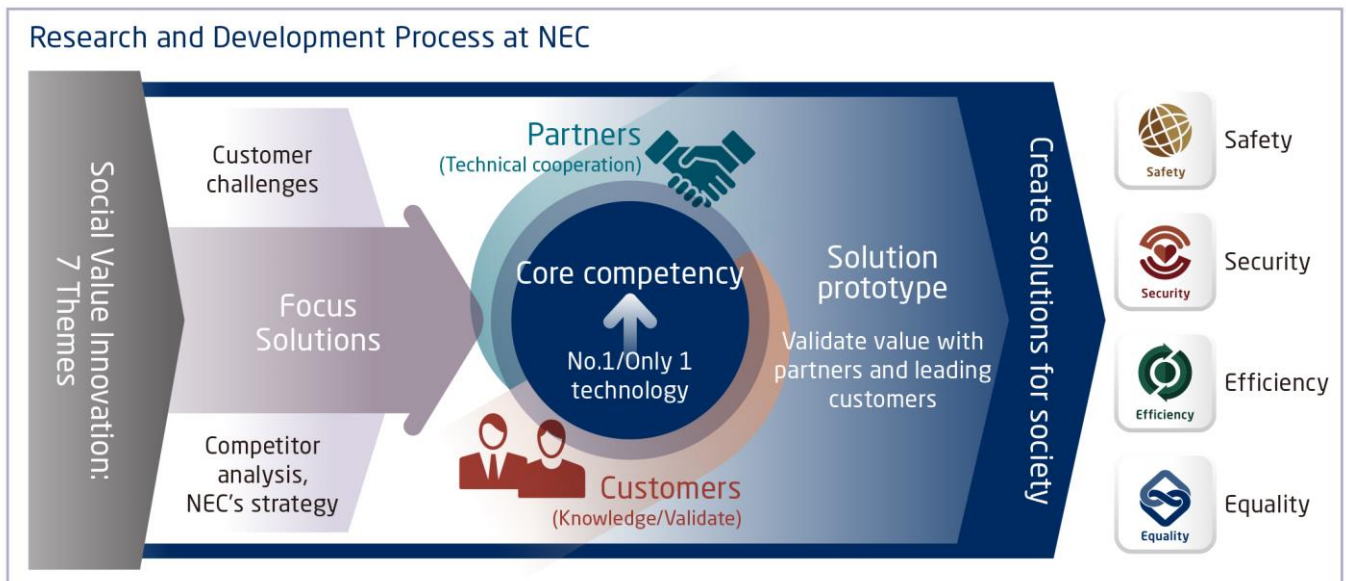 Research and Development Process at NEC
Social Value Innovation:
7 Themes
Customer
challenges
Focus
Solutions
Competitor
analysis,
NEC's strategy
Partners
(Technical cooperation)
Core competency
No.1/Only 1
technology
Customers
(Knowledge/Validate)
Solution
prototype
Validate value with
partners and leading
customers
Create solutions for society
Safety
Safety
Security
Security
Efficiency
Efficiency
Equality
Equality